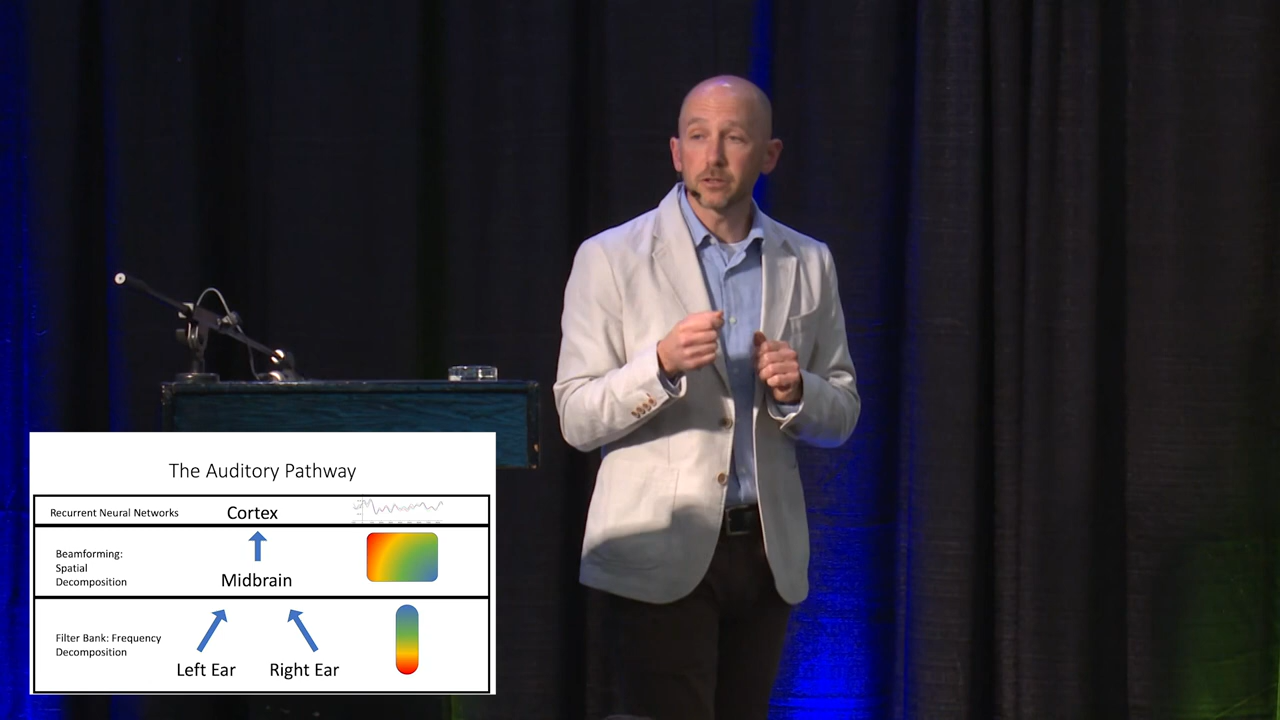 The Auditory Pathway
Recurrent Neural Networks
Cortex
Beamforming:
Spatial
Decomposition
Midbrain
Filter Bank: Frequency
Decomposition
Left Ear
Right Ear